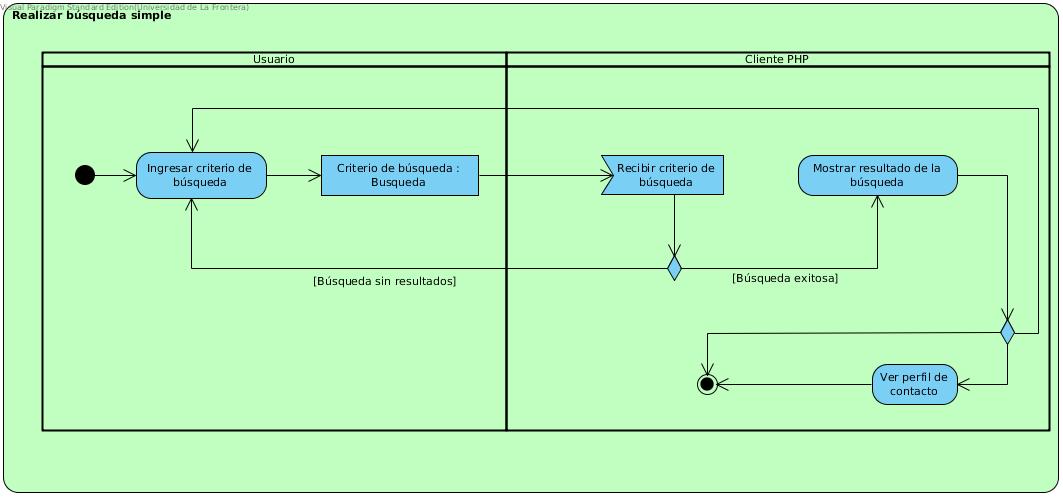 Visual Paradigm Standard Edition(Universidad de La Frontera)
Realizar búsqueda simple
Usuario
Cliente PHP
Ingresar criterio de
búsqueda
Criterio de búsqueda :
Busqueda
Recibir criterio de
búsqueda
Mostrar resultado de la
búsqueda
[Búsqueda sin resultados]
[Búsqueda exitosa]
Ver perfil de
contacto